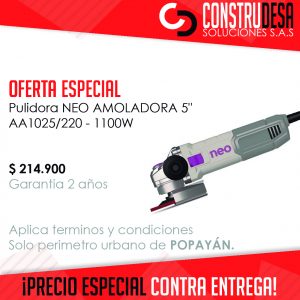 CONSTRUDESA
SOLUCIONES S.A.S
OFERTA ESPECIAL
Pulidora NEO AMOLADORA 5"
AA1025/220 - 1100W
neo
$ 214.900
Garantia 2 años
Aplica terminos y condiciones
Solo perimetro urbano de POPAYÁN.
¡PRECIO ESPECIAL CONTRA ENTREGA!